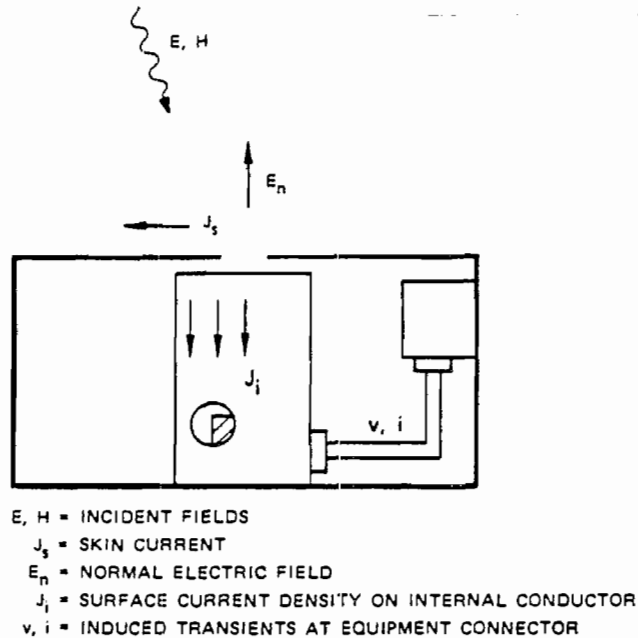 E, H
Eₙ
Jₛ
Jᵢ
v, i
E, H = INCIDENT FIELDS
Jₛ = SKIN CURRENT
Eₙ = NORMAL ELECTRIC FIELD
Jᵢ = SURFACE CURRENT DENSITY ON INTERNAL CONDUCTOR
v, i = INDUCED TRANSIENTS AT EQUIPMENT CONNECTOR